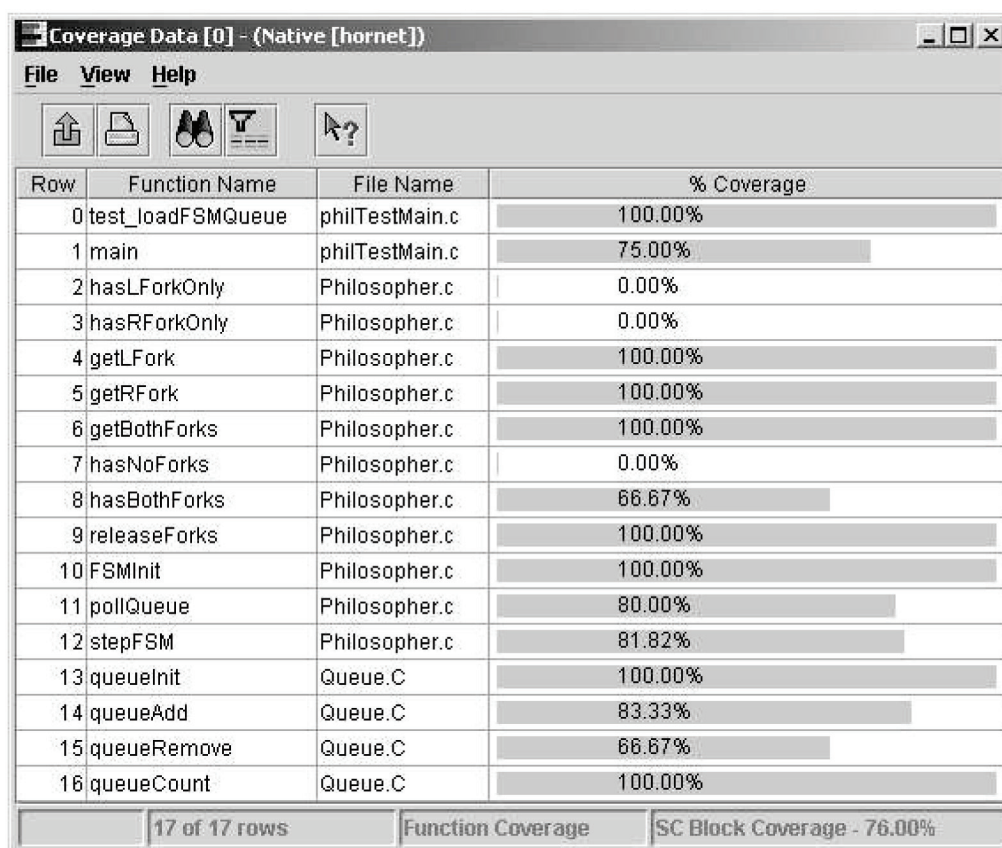 Coverage Data [0] - (Native [hornet])
File View Help
Row Function Name File Name % Coverage
0 test_loadFSMQueue philTestMain.c 100.00%
1 main philTestMain.c 75.00%
2 hasLForkOnly Philosopher.c 0.00%
3 hasRForkOnly Philosopher.c 0.00%
4 getLFork Philosopher.c 100.00%
5 getRFork Philosopher.c 100.00%
6 getBothForks Philosopher.c 100.00%
7 hasNoForks Philosopher.c 0.00%
8 hasBothForks Philosopher.c 66.67%
9 releaseForks Philosopher.c 100.00%
10 FSMInit Philosopher.c 100.00%
11 pollQueue Philosopher.c 80.00%
12 stepFSM Philosopher.c 81.82%
13 queueInit Queue.C 100.00%
14 queueAdd Queue.C 83.33%
15 queueRemove Queue.C 66.67%
16 queueCount Queue.C 100.00%
17 of 17 rows Function Coverage SC Block Coverage - 76.00%